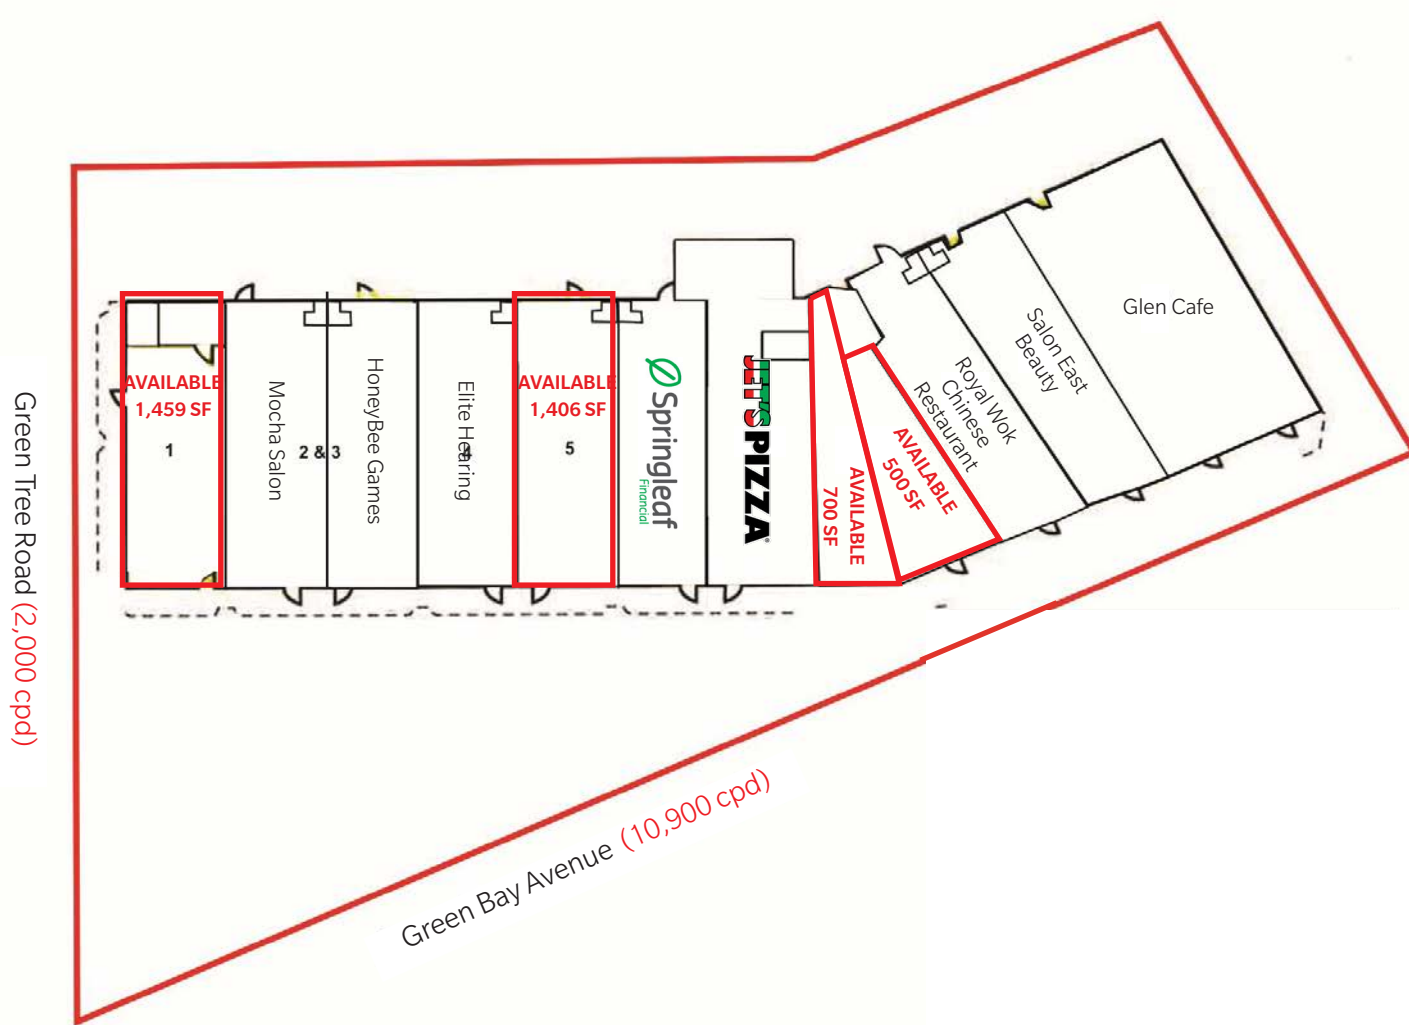 AVAILABLE
1,459 SF
1
Mocha Salon
2 & 3
HoneyBee Games
Elite Hearing
4
AVAILABLE
1,406 SF
5
Springleaf
Financial
JET'S PIZZA
AVAILABLE
700 SF
AVAILABLE
500 SF
Royal Wok
Chinese
Restaurant
Salon East
Beauty
Glen Cafe
Green Tree Road (2,000 cpd)
Green Bay Avenue (10,900 cpd)